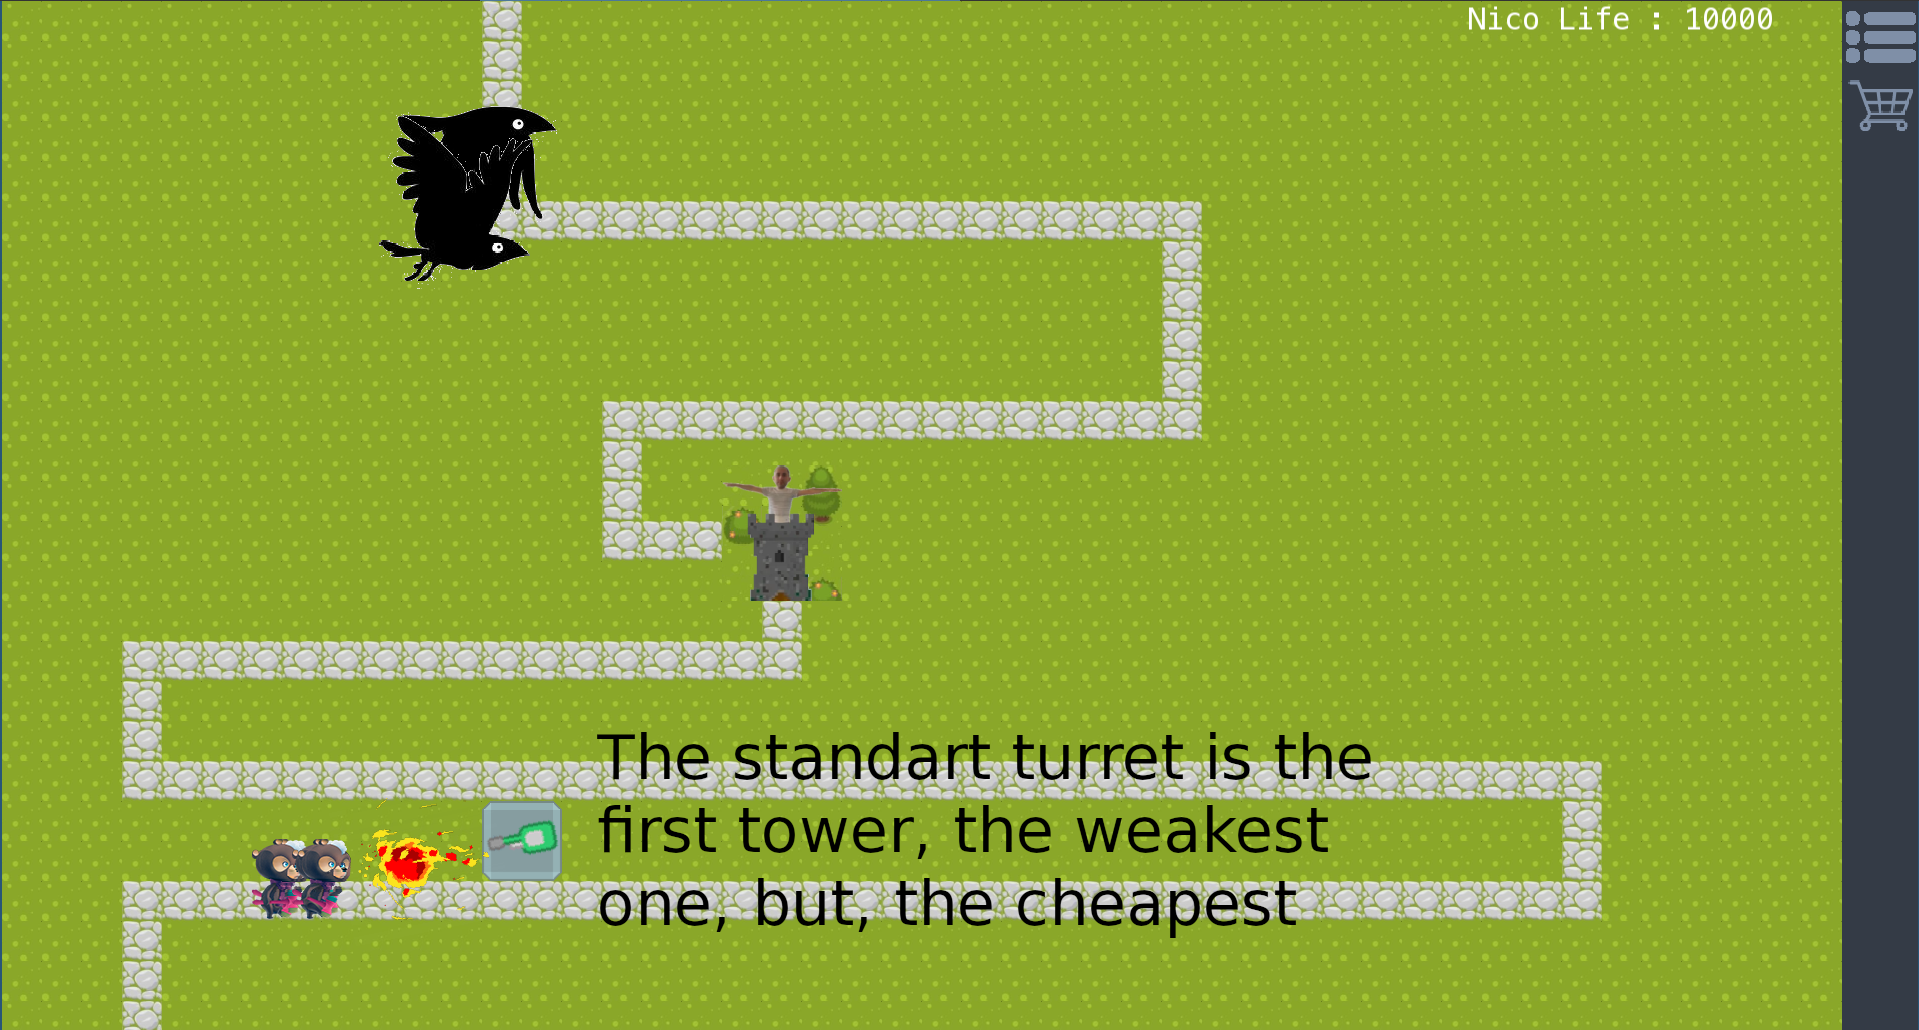 Nico Life : 10000
The standart turret is the
first tower, the weakest
one, but, the cheapest